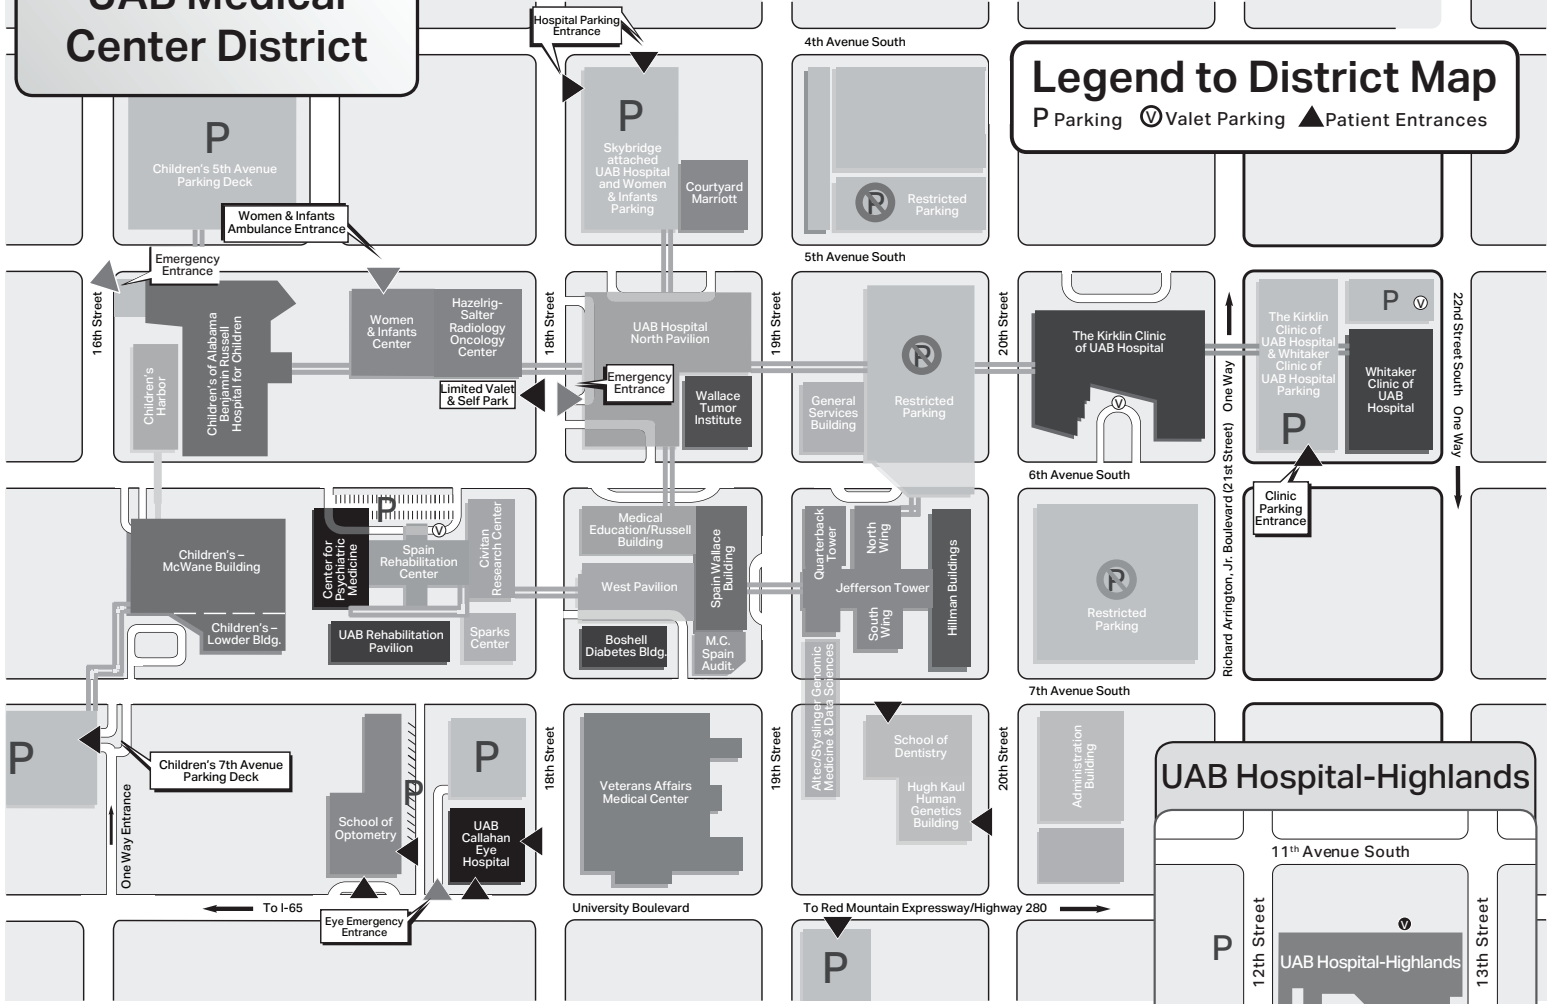 UAB Medical
Center District
Hospital Parking
Entrance
4th Avenue South
Legend to District Map
P Parking
V Valet Parking
Patient Entrances
P
Children's 5th Avenue
Parking Deck
P
Skybridge
attached
UAB Hospital
and Women
& Infants
Parking
Courtyard
Marriott
P
Restricted
Parking
Women & Infants
Ambulance Entrance
Emergency
Entrance
5th Avenue South
16th Street
18th Street
19th Street
20th Street
Children's
Harbor
Children's of Alabama
Benjamin Russell
Hospital for Children
Women
& Infants
Center
Hazelrig-
Salter
Radiology
Oncology
Center
Limited Valet
& Self Park
UAB Hospital
North Pavilion
Emergency
Entrance
Wallace
Tumor
Institute
General
Services
Building
P
Restricted
Parking
The Kirklin Clinic
of UAB Hospital
V
Richard Arrington, Jr. Boulevard (21st Street) One Way
The Kirklin
Clinic of
UAB Hospital
& Whitaker
Clinic of
UAB Hospital
Parking
P
P
V
Whitaker
Clinic of
UAB
Hospital
22nd Street South One Way
Clinic
Parking
Entrance
6th Avenue South
Children's –
McWane Building
Children's –
Lowder Bldg.
P
V
Center for
Psychiatric
Medicine
Spain
Rehabilitation
Center
Civitan
Research Center
UAB Rehabilitation
Pavilion
Sparks
Center
Medical
Education/Russell
Building
West Pavilion
Spain Wallace
Building
Boshell
Diabetes Bldg.
M.C.
Spain
Audit.
Quarterback
Tower
North
Wing
Jefferson Tower
South
Wing
Hillman Buildings
P
Restricted
Parking
7th Avenue South
P
Children's 7th Avenue
Parking Deck
One Way Entrance
School of
Optometry
P
P
UAB
Callahan
Eye
Hospital
18th Street
Veterans Affairs
Medical Center
19th Street
Altec/Styslinger Genomic
Medicine & Data Sciences
School of
Dentistry
Hugh Kaul
Human
Genetics
Building
20th Street
Administration
Building
To I-65
Eye Emergency
Entrance
University Boulevard
To Red Mountain Expressway/Highway 280
P
UAB Hospital-Highlands
11th Avenue South
P
12th Street
V
UAB Hospital-Highlands
13th Street